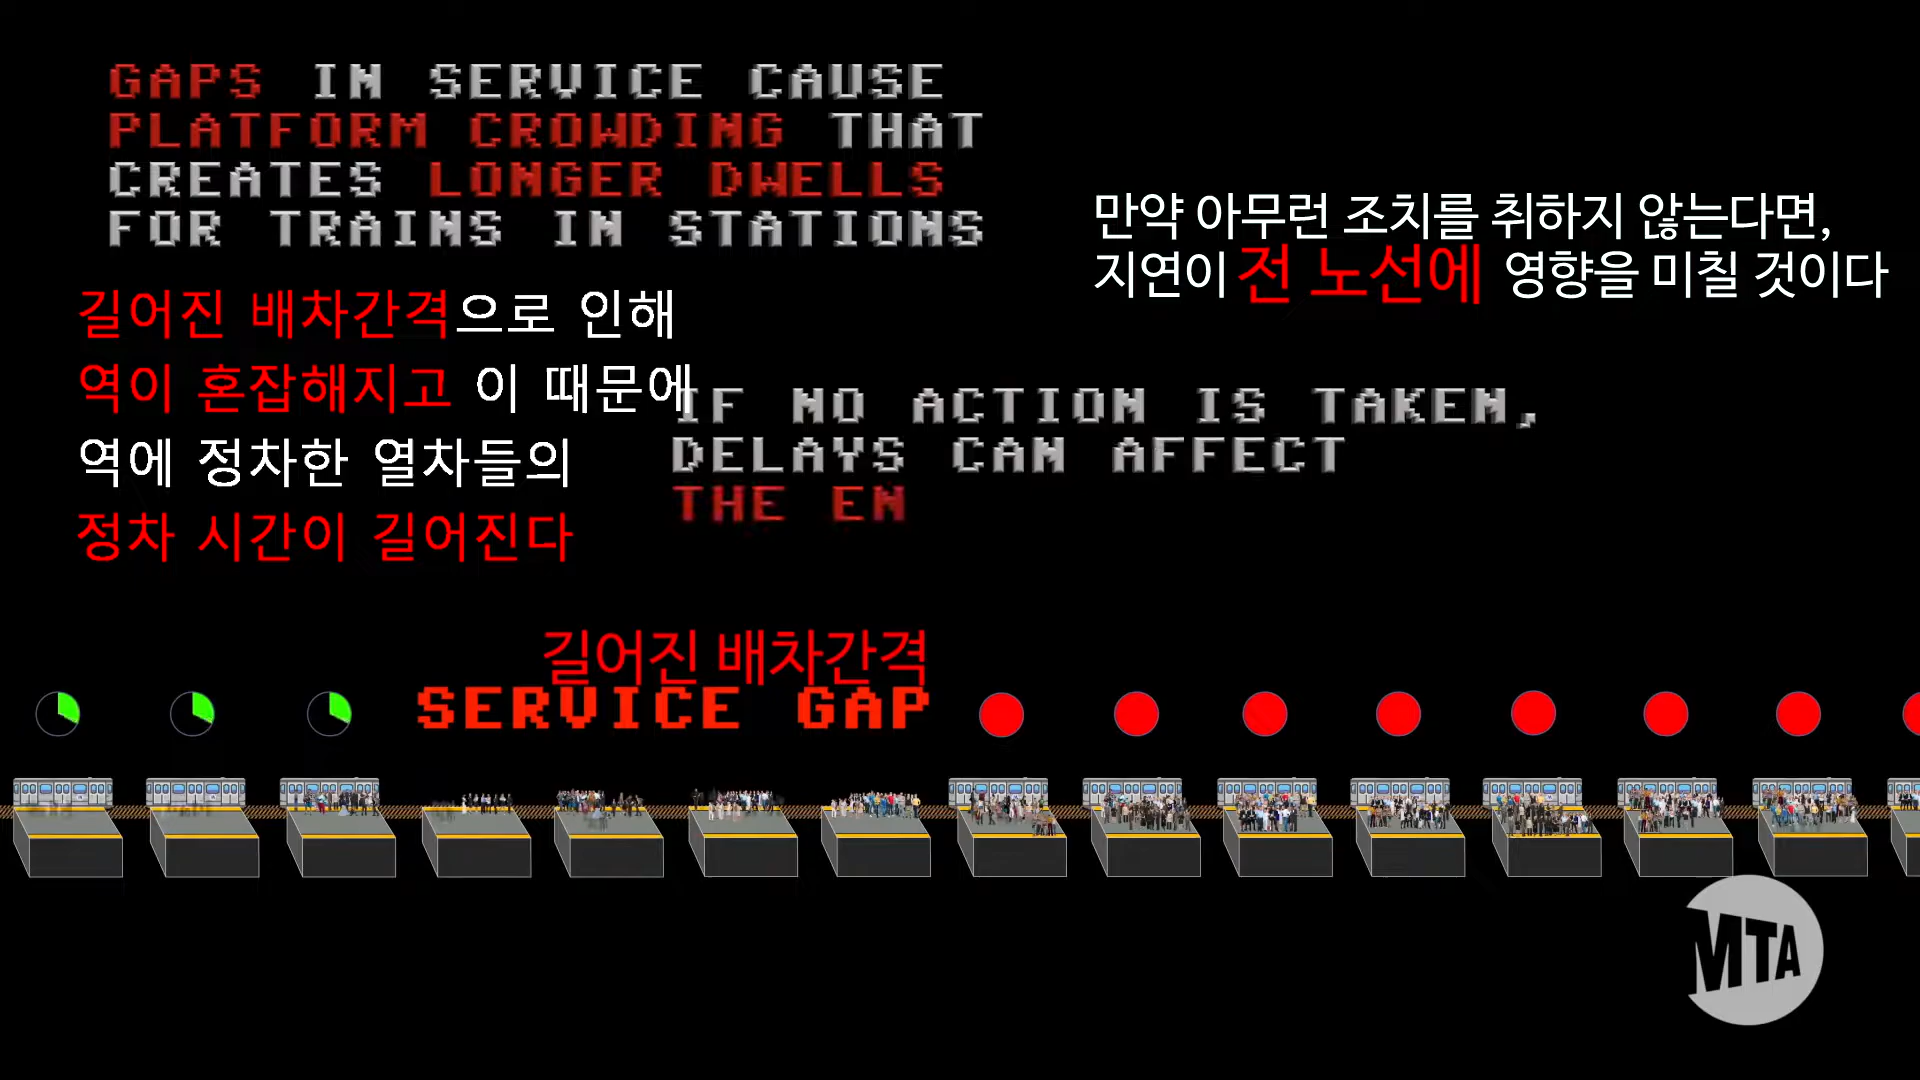 GAPS IN SERVICE CAUSE
PLATFORM CROWDING THAT
CREATES LONGER DWELLS
FOR TRAINS IN STATIONS
길어진 배차간격으로 인해
역이 혼잡해지고 이 때문에
역에 정차한 열차들의
정차 시간이 길어진다
만약 아무런 조치를 취하지 않는다면,
지연이 전 노선에 영향을 미칠 것이다
IF NO ACTION IS TAKEN,
DELAYS CAN AFFECT
THE EN
길어진 배차간격
SERVICE GAP
MTA